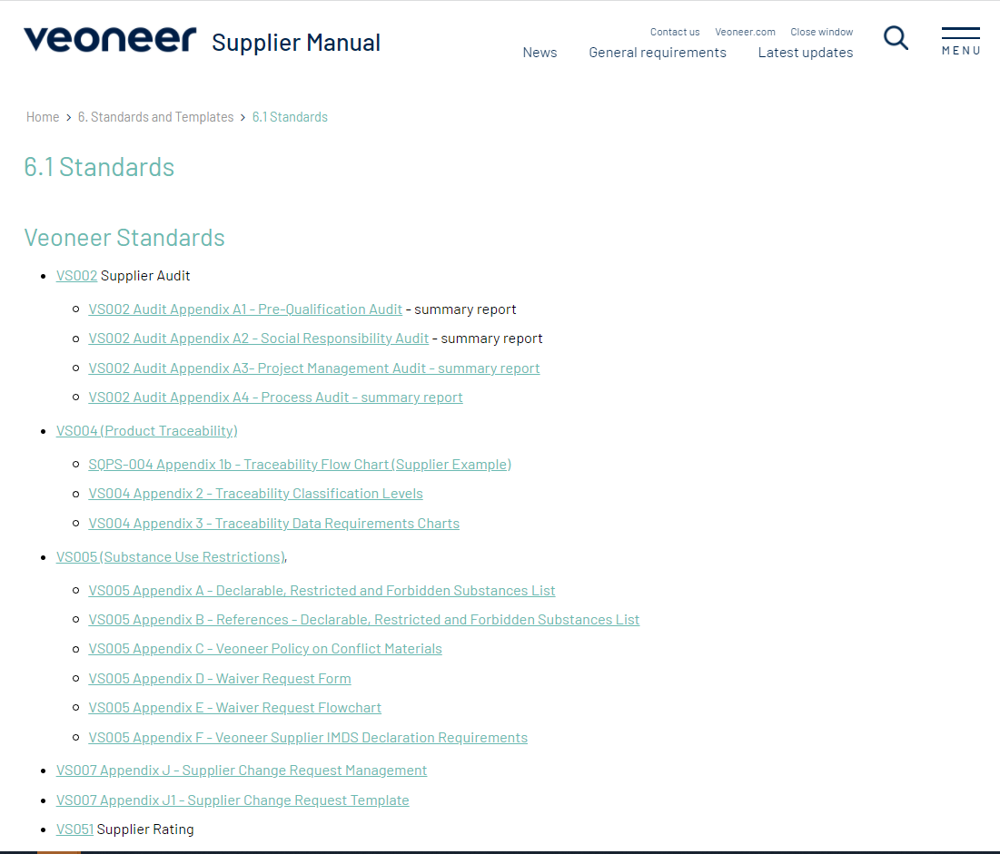 veoneer Supplier Manual
Contact us Veoneer.com Close window
News General requirements Latest updates
MENU
Home > 6. Standards and Templates > 6.1 Standards
6.1 Standards
Veoneer Standards
VS002 Supplier Audit
VS002 Audit Appendix A1 - Pre-Qualification Audit - summary report
VS002 Audit Appendix A2 - Social Responsibility Audit - summary report
VS002 Audit Appendix A3- Project Management Audit - summary report
VS002 Audit Appendix A4 - Process Audit - summary report
VS004 (Product Traceability)
SQPS-004 Appendix 1b - Traceability Flow Chart (Supplier Example)
VS004 Appendix 2 - Traceability Classification Levels
VS004 Appendix 3 - Traceability Data Requirements Charts
VS005 (Substance Use Restrictions),
VS005 Appendix A - Declarable, Restricted and Forbidden Substances List
VS005 Appendix B - References - Declarable, Restricted and Forbidden Substances List
VS005 Appendix C - Veoneer Policy on Conflict Materials
VS005 Appendix D - Waiver Request Form
VS005 Appendix E - Waiver Request Flowchart
VS005 Appendix F - Veoneer Supplier IMDS Declaration Requirements
VS007 Appendix J - Supplier Change Request Management
VS007 Appendix J1 - Supplier Change Request Template
VS051 Supplier Rating